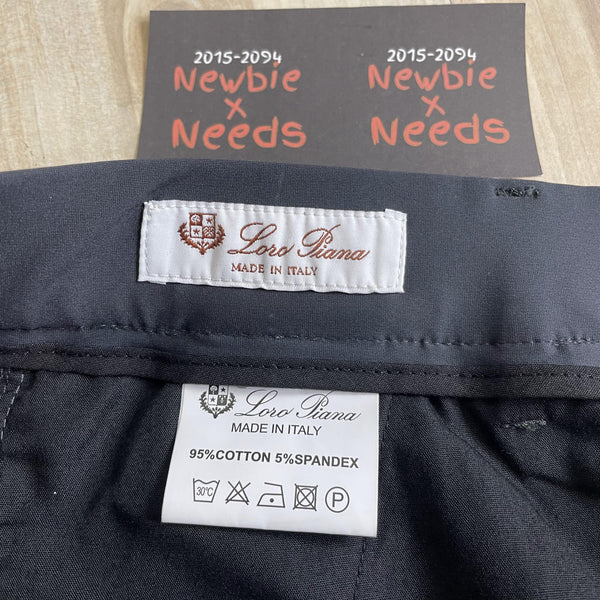 2015-2094
Newbie
x
Needs
2015-2094
Newbie
x
Needs
Loro Piana
MADE IN ITALY
Loro Piana
MADE IN ITALY
95%COTTON 5%SPANDEX
30°C
P